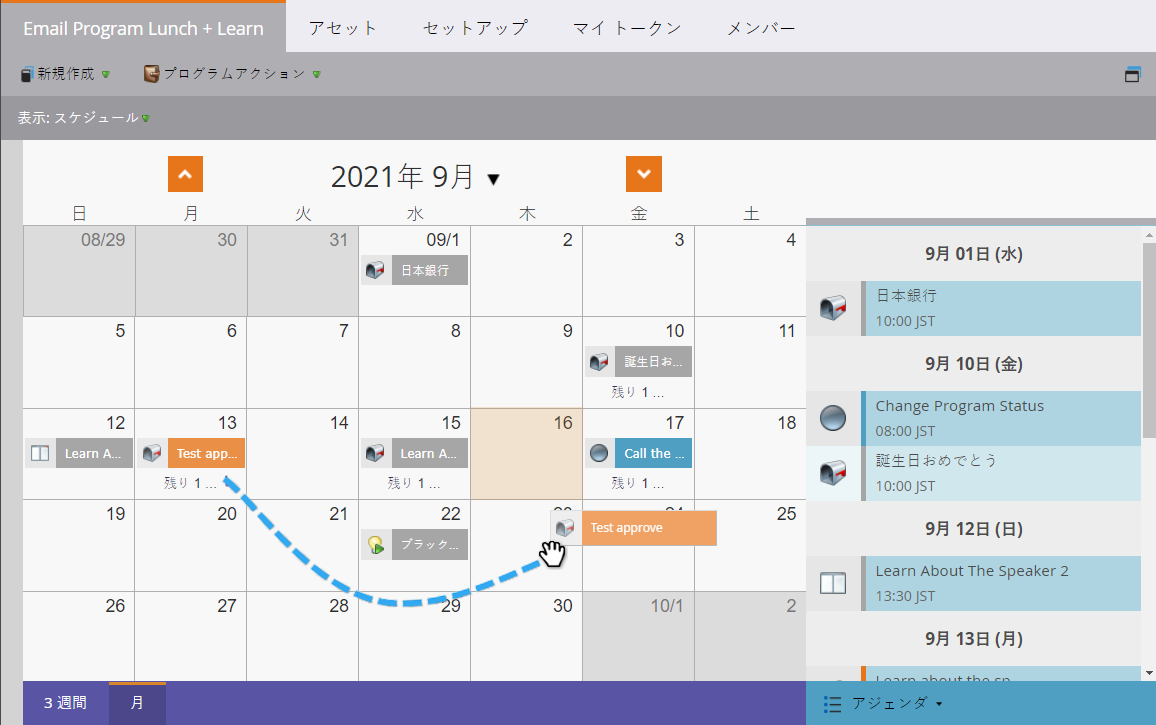 Email Program Lunch + Learn アセット セットアップ マイ トークン メンバー
新規作成 プログラムアクション
表示: スケジュール
2021年 9月
日 月 火 水 木 金 土
08/29 30 31 09/1 2 3 4
日本銀行
5 6 7 8 9 10 11
誕生日お...
残り 1 ...
12 13 14 15 16 17 18
Learn A... Test app... Learn A... Call the ...
残り 1 ... 残り 1 ... 残り 1 ...
19 20 21 22 25
Test approve
ブラック...
26 27 28 29 30 10/1 2
3 週間 月
9月 01日 (水)
日本銀行
10:00 JST
9月 10日 (金)
Change Program Status
08:00 JST
誕生日おめでとう
10:00 JST
9月 12日 (日)
Learn About The Speaker 2
13:30 JST
9月 13日 (月)
Learn about the sp
アジェンダ